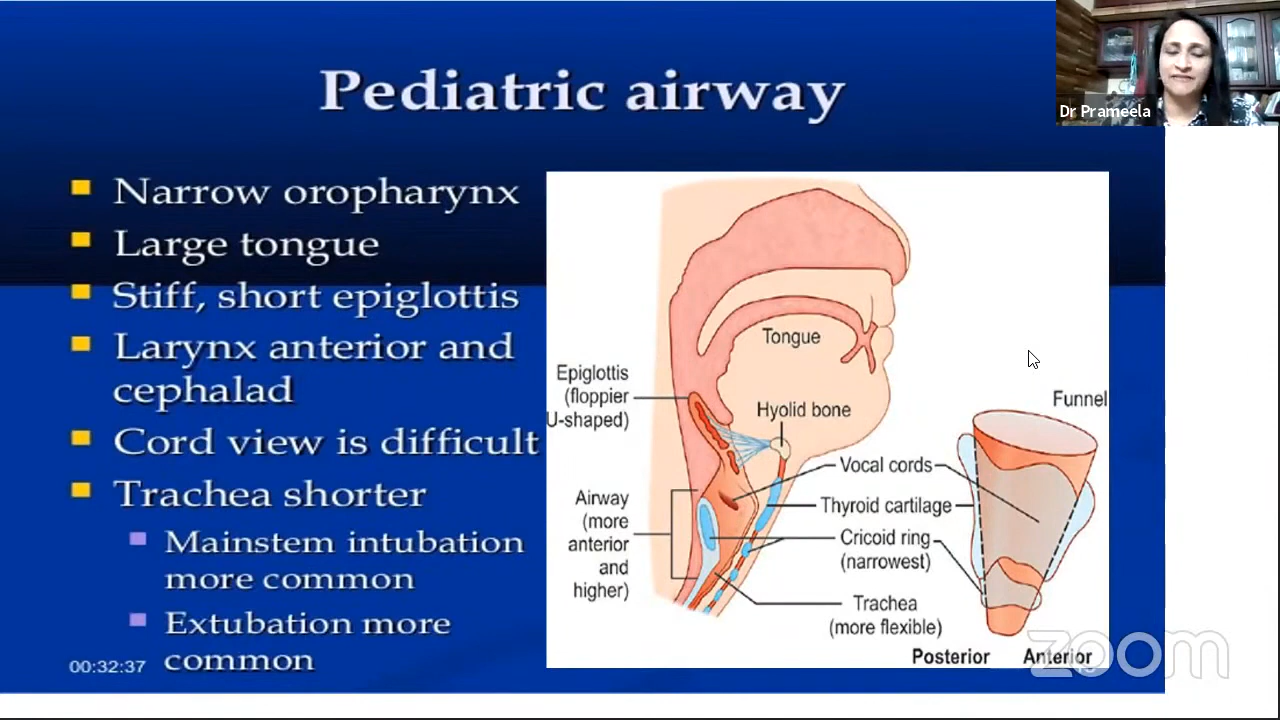 Pediatric airway
Dr Prameela
Narrow oropharynx
Large tongue
Stiff, short epiglottis
Larynx anterior and
cephalad
Cord view is difficult
Trachea shorter
Mainstem intubation
more common
Extubation more
common
00:32:37
Tongue
Epiglottis
(floppier
U-shaped)
Hyolid bone
Funnel
Vocal cords
Airway
(more
anterior
and
higher)
Thyroid cartilage
Cricoid ring
(narrowest)
Trachea
(more flexible)
Posterior
Anterior
zoom